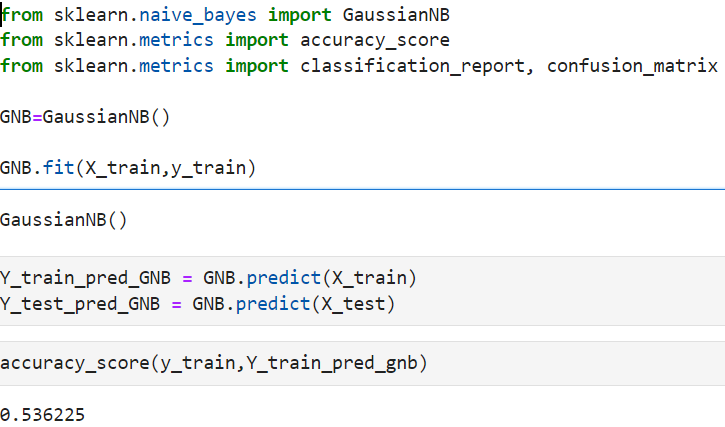 from sklearn.naive_bayes import GaussianNB
from sklearn.metrics import accuracy_score
from sklearn.metrics import classification_report, confusion_matrix
GNB=GaussianNB()
GNB.fit(X_train,y_train)
GaussianNB()
Y_train_pred_GNB = GNB.predict(X_train)
Y_test_pred_GNB = GNB.predict(X_test)
accuracy_score(y_train,Y_train_pred_gnb)
0.536225